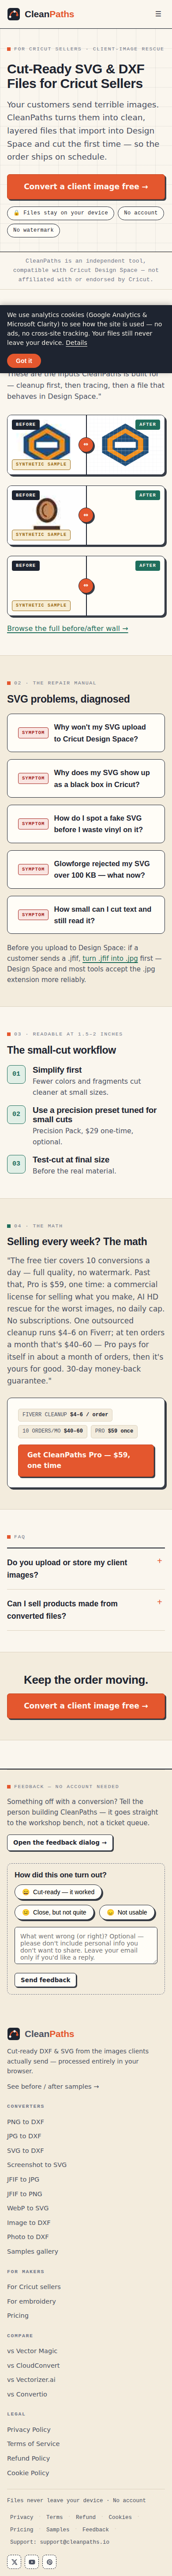 CleanPaths
☰
FOR CRICUT SELLERS · CLIENT-IMAGE RESCUE
Cut-Ready SVG & DXF
Files for Cricut Sellers
Your customers send terrible images.
CleanPaths turns them into clean,
layered files that import into Design
Space and cut the first time — so the
order ships on schedule.
Convert a client image free →
🔒 Files stay on your device
No account
No watermark
CleanPaths is an independent tool,
compatible with Cricut Design Space — not
affiliated with or endorsed by Cricut.
We use analytics cookies (Google Analytics &
Microsoft Clarity) to see how the site is used — no
ads, no cross-site tracking. Your files still never
leave your device. Details
Got it
These are the inputs CleanPaths is built for
— cleanup first, then tracing, then a file that
behaves in Design Space."
BEFORE
AFTER
SYNTHETIC SAMPLE
BEFORE
AFTER
SYNTHETIC SAMPLE
BEFORE
AFTER
SYNTHETIC SAMPLE
Browse the full before/after wall →
02 · THE REPAIR MANUAL
SVG problems, diagnosed
SYMPTOM
Why won't my SVG upload
to Cricut Design Space?
SYMPTOM
Why does my SVG show up
as a black box in Cricut?
SYMPTOM
How do I spot a fake SVG
before I waste vinyl on it?
SYMPTOM
Glowforge rejected my SVG
over 100 KB — what now?
SYMPTOM
How small can I cut text and
still read it?
Before you upload to Design Space: if a
customer sends a .jfif, turn .jfif into .jpg first —
Design Space and most tools accept the .jpg
extension more reliably.
03 · READABLE AT 1.5–2 INCHES
The small-cut workflow
01
Simplify first
Fewer colors and fragments cut
cleaner at small sizes.
02
Use a precision preset tuned for
small cuts
Precision Pack, $29 one-time,
optional.
03
Test-cut at final size
Before the real material.
04 · THE MATH
Selling every week? The math
"The free tier covers 10 conversions a
day — full quality, no watermark. Past
that, Pro is $59, one time: a commercial
license for selling what you make, AI HD
rescue for the worst images, no daily cap.
No subscriptions. One outsourced
cleanup runs $4–6 on Fiverr; at ten orders
a month that's $40–60 — Pro pays for
itself in about a month of orders, then it's
yours for good. 30-day money-back
guarantee."
FIVERR CLEANUP $4–6 / order
10 ORDERS/MO $40–60
PRO $59 once
Get CleanPaths Pro — $59,
one time
FAQ
Do you upload or store my client
images?
+
Can I sell products made from
converted files?
+
Keep the order moving.
Convert a client image free →
FEEDBACK — NO ACCOUNT NEEDED
Something off with a conversion? Tell the
person building CleanPaths — it goes straight
to the workshop bench, not a ticket queue.
Open the feedback dialog →
How did this one turn out?
Cut-ready — it worked
Close, but not quite
Not usable
What went wrong (or right)? Optional —
please don't include personal info you
don't want to share. Leave your email
only if you'd like a reply.
Send feedback
CleanPaths
Cut-ready DXF & SVG from the images clients
actually send — processed entirely in your
browser.
See before / after samples →
CONVERTERS
PNG to DXF
JPG to DXF
SVG to DXF
Screenshot to SVG
JFIF to JPG
JFIF to PNG
WebP to SVG
Image to DXF
Photo to DXF
Samples gallery
FOR MAKERS
For Cricut sellers
For embroidery
Pricing
COMPARE
vs Vector Magic
vs CloudConvert
vs Vectorizer.ai
vs Convertio
LEGAL
Privacy Policy
Terms of Service
Refund Policy
Cookie Policy
Files never leave your device · No account
Privacy Terms Refund Cookies
Pricing Samples Feedback
Support: support@cleanpaths.io